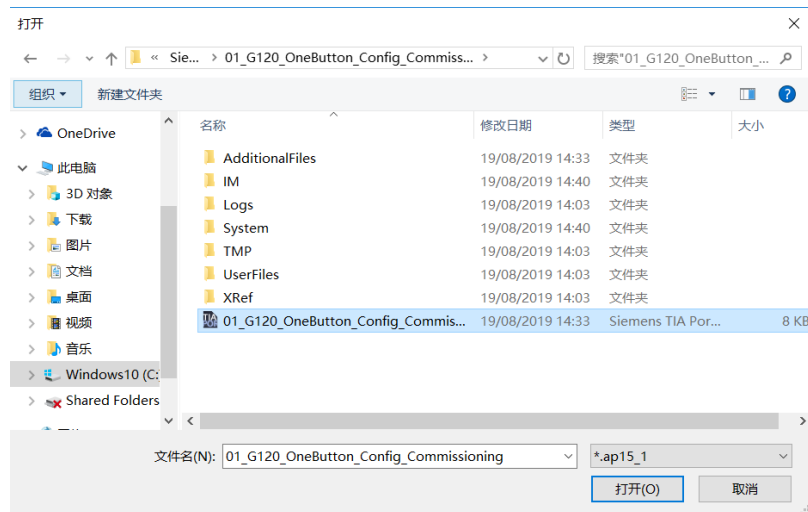 打开
« Sie... › 01_G120_OneButton_Config_Commiss... ›
搜索"01_G120_OneButton_...
组织 新建文件夹
名称 修改日期 类型 大小
OneDrive
此电脑
3D 对象
下载
图片
文档
桌面
视频
音乐
Windows10 (C:
Shared Folders
AdditionalFiles 19/08/2019 14:33 文件夹
IM 19/08/2019 14:40 文件夹
Logs 19/08/2019 14:03 文件夹
System 19/08/2019 14:40 文件夹
TMP 19/08/2019 14:03 文件夹
UserFiles 19/08/2019 14:03 文件夹
XRef 19/08/2019 14:03 文件夹
01_G120_OneButton_Config_Commis... 19/08/2019 14:33 Siemens TIA Por... 8 KB
文件名(N): 01_G120_OneButton_Config_Commissioning *.ap15_1
打开(O) 取消